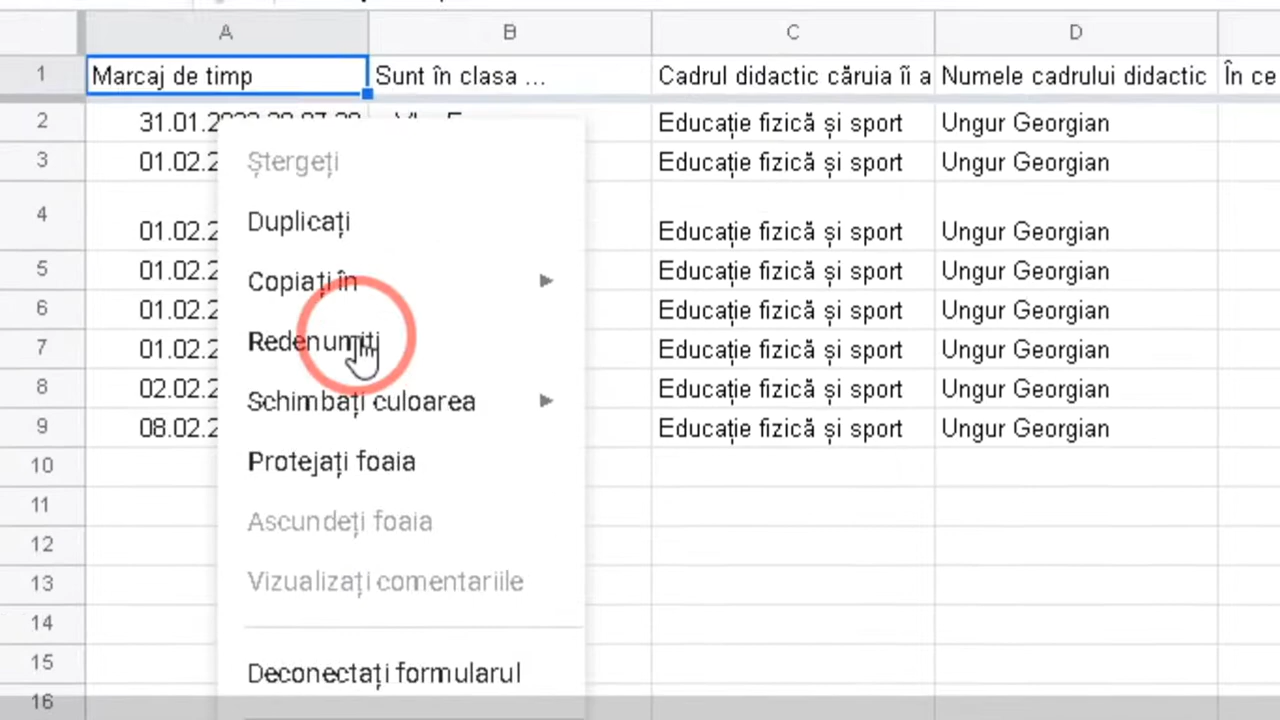 A B C D
1 Marcaj de timp Sunt în clasa ... Cadrul didactic căruia îi a Numele cadrului didactic În ce
2 31.01.2 Educație fizică și sport Ungur Georgian
3 01.02.2 Educație fizică și sport Ungur Georgian
4 01.02.2 Educație fizică și sport Ungur Georgian
5 01.02.2 Educație fizică și sport Ungur Georgian
6 01.02.2 Educație fizică și sport Ungur Georgian
7 01.02.2 Educație fizică și sport Ungur Georgian
8 02.02.2 Educație fizică și sport Ungur Georgian
9 08.02.2 Educație fizică și sport Ungur Georgian
10
11
12
13
14
15
16
Ștergeți
Duplicați
Copiați în
Redenumiți
Schimbați culoarea
Protejați foaia
Ascundeți foaia
Vizualizați comentariile
Deconectați formularul